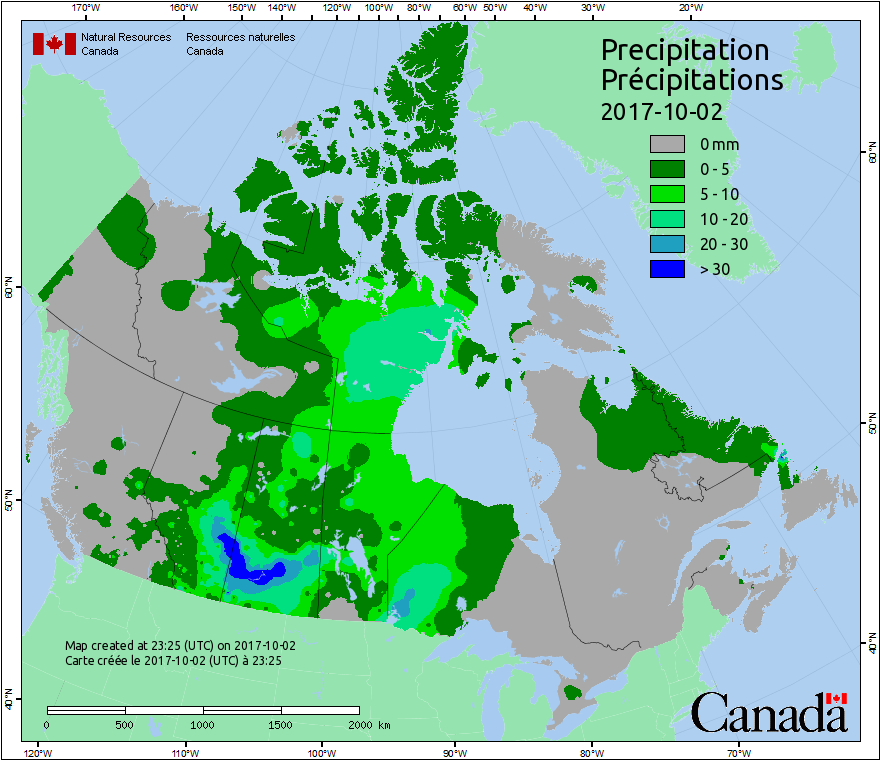 170°W 160°W 150°W 140°W 120°W 100°W 80°W 60°W 50°W 40°W 30°W 20°W
Natural Resources Ressources naturelles
Canada Canada
Precipitation
Précipitations
2017-10-02
0 mm
0 - 5
5 - 10
10 - 20
20 - 30
> 30
60°N
60°N
50°N
50°N
40°N
40°N
Map created at 23:25 (UTC) on 2017-10-02
Carte créée le 2017-10-02 (UTC) à 23:25
0 500 1000 1500 2000 km
Canada
120°W 110°W 100°W 90°W 80°W 70°W